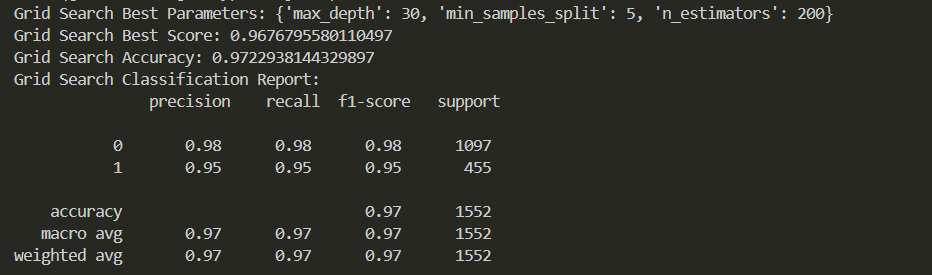 Grid Search Best Parameters: {'max_depth': 30, 'min_samples_split': 5, 'n_estimators': 200}
Grid Search Best Score: 0.9676795580110497
Grid Search Accuracy: 0.9722938144329897
Grid Search Classification Report:
precision recall f1-score support
0 0.98 0.98 0.98 1097
1 0.95 0.95 0.95 455
accuracy 0.97 1552
macro avg 0.97 0.97 0.97 1552
weighted avg 0.97 0.97 0.97 1552